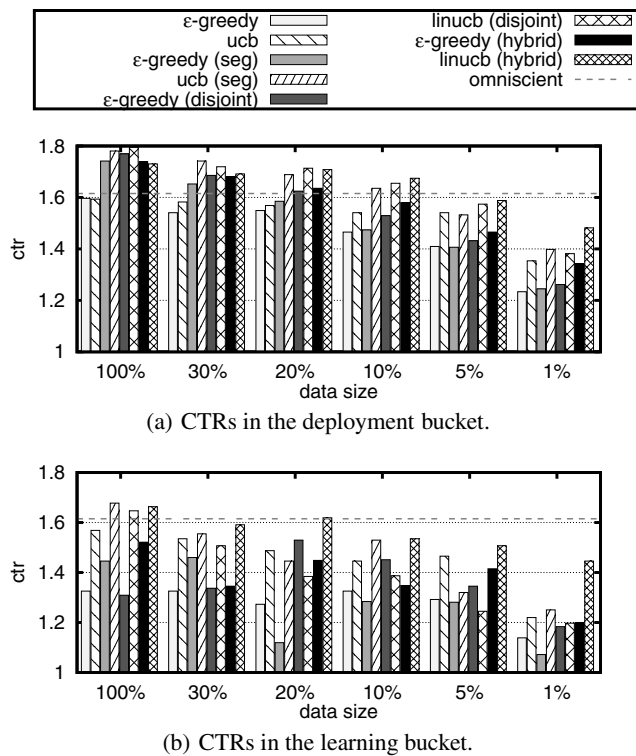 ε-greedy
ucb
ε-greedy (seg)
ucb (seg)
ε-greedy (disjoint)
linucb (disjoint)
ε-greedy (hybrid)
linucb (hybrid)
omniscient
1.8
1.6
1.4
1.2
1
ctr
100% 30% 20% 10% 5% 1%
data size
(a) CTRs in the deployment bucket.
1.8
1.6
1.4
1.2
1
ctr
100% 30% 20% 10% 5% 1%
data size
(b) CTRs in the learning bucket.